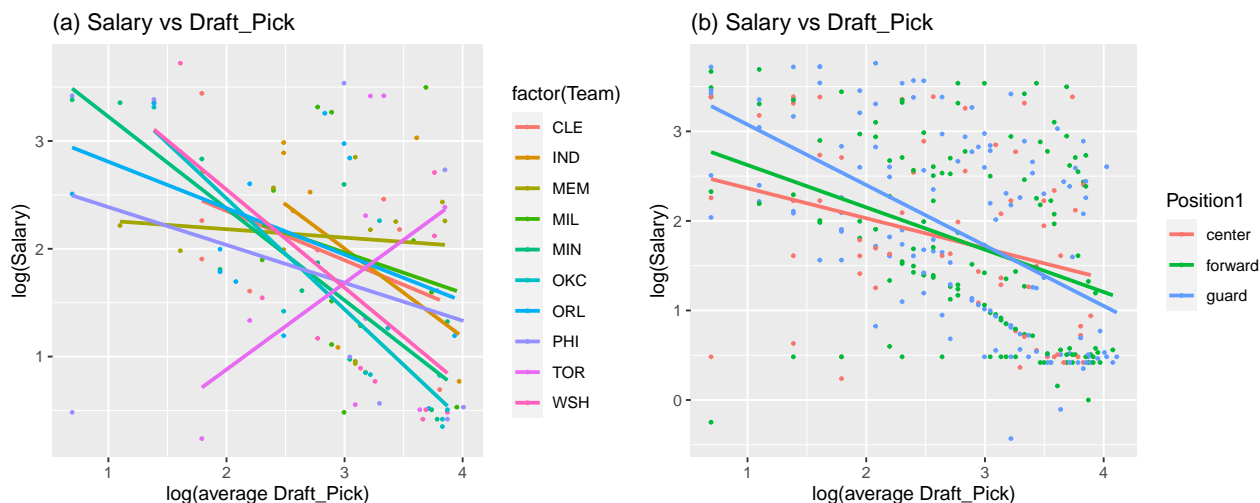 (a) Salary vs Draft_Pick
log(Salary)
3
2
1
1
2
3
4
log(average Draft_Pick)
factor(Team)
CLE
IND
MEM
MIL
MIN
OKC
ORL
PHI
TOR
WSH
(b) Salary vs Draft_Pick
log(Salary)
3
2
1
0
1
2
3
4
log(average Draft_Pick)
Position1
center
forward
guard